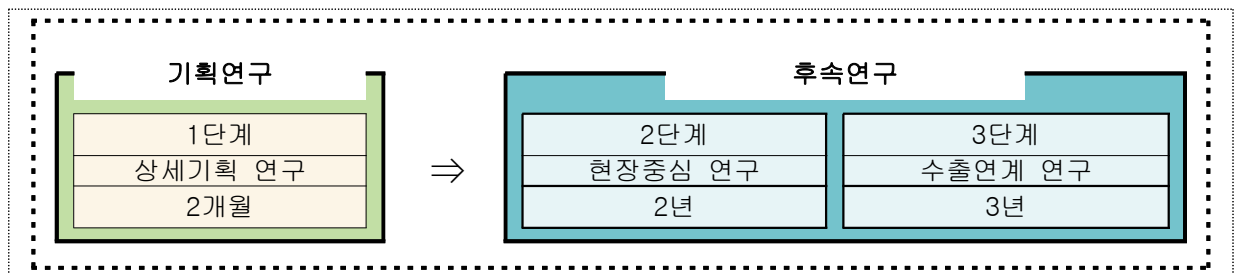 기획연구
1단계
상세기획 연구
2개월
⇒
후속연구
2단계
현장중심 연구
2년
3단계
수출연계 연구
3년